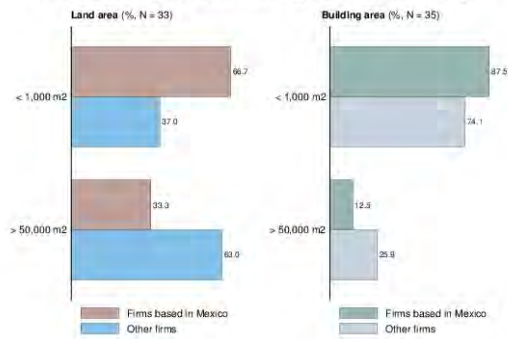 Land area (%, N = 33)
< 1,000 m2
66.7
37.0
> 50,000 m2
33.3
63.0
Firms based in Mexico
Other firms
Building area (%, N = 35)
< 1,000 m2
87.5
74.1
> 50,000 m2
12.5
25.9
Firms based in Mexico
Other firms